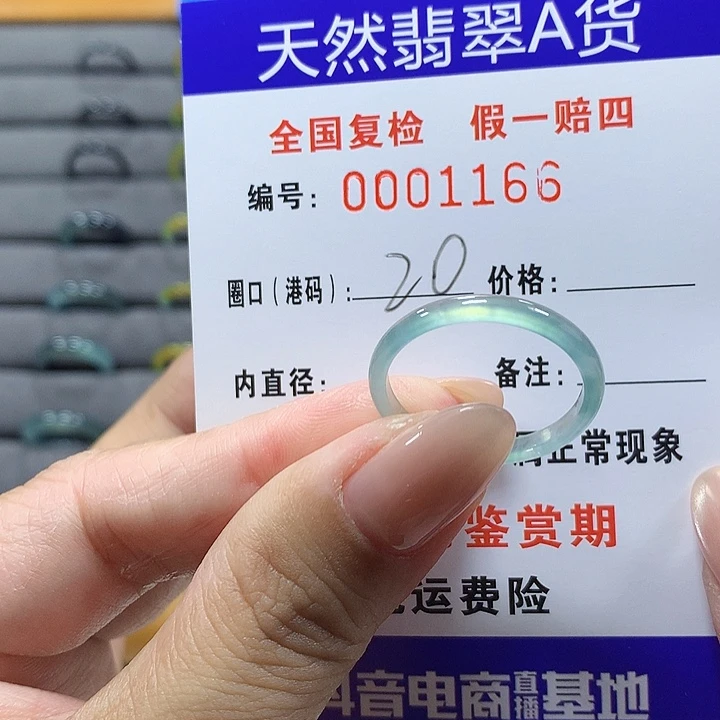 天然翡翠A货
全国复检 假一赔四
编号：0001166
圈口（港码）：20 价格：
内直径： 备注：
属正常现象
鉴赏期
运费险
抖音电商直播基地